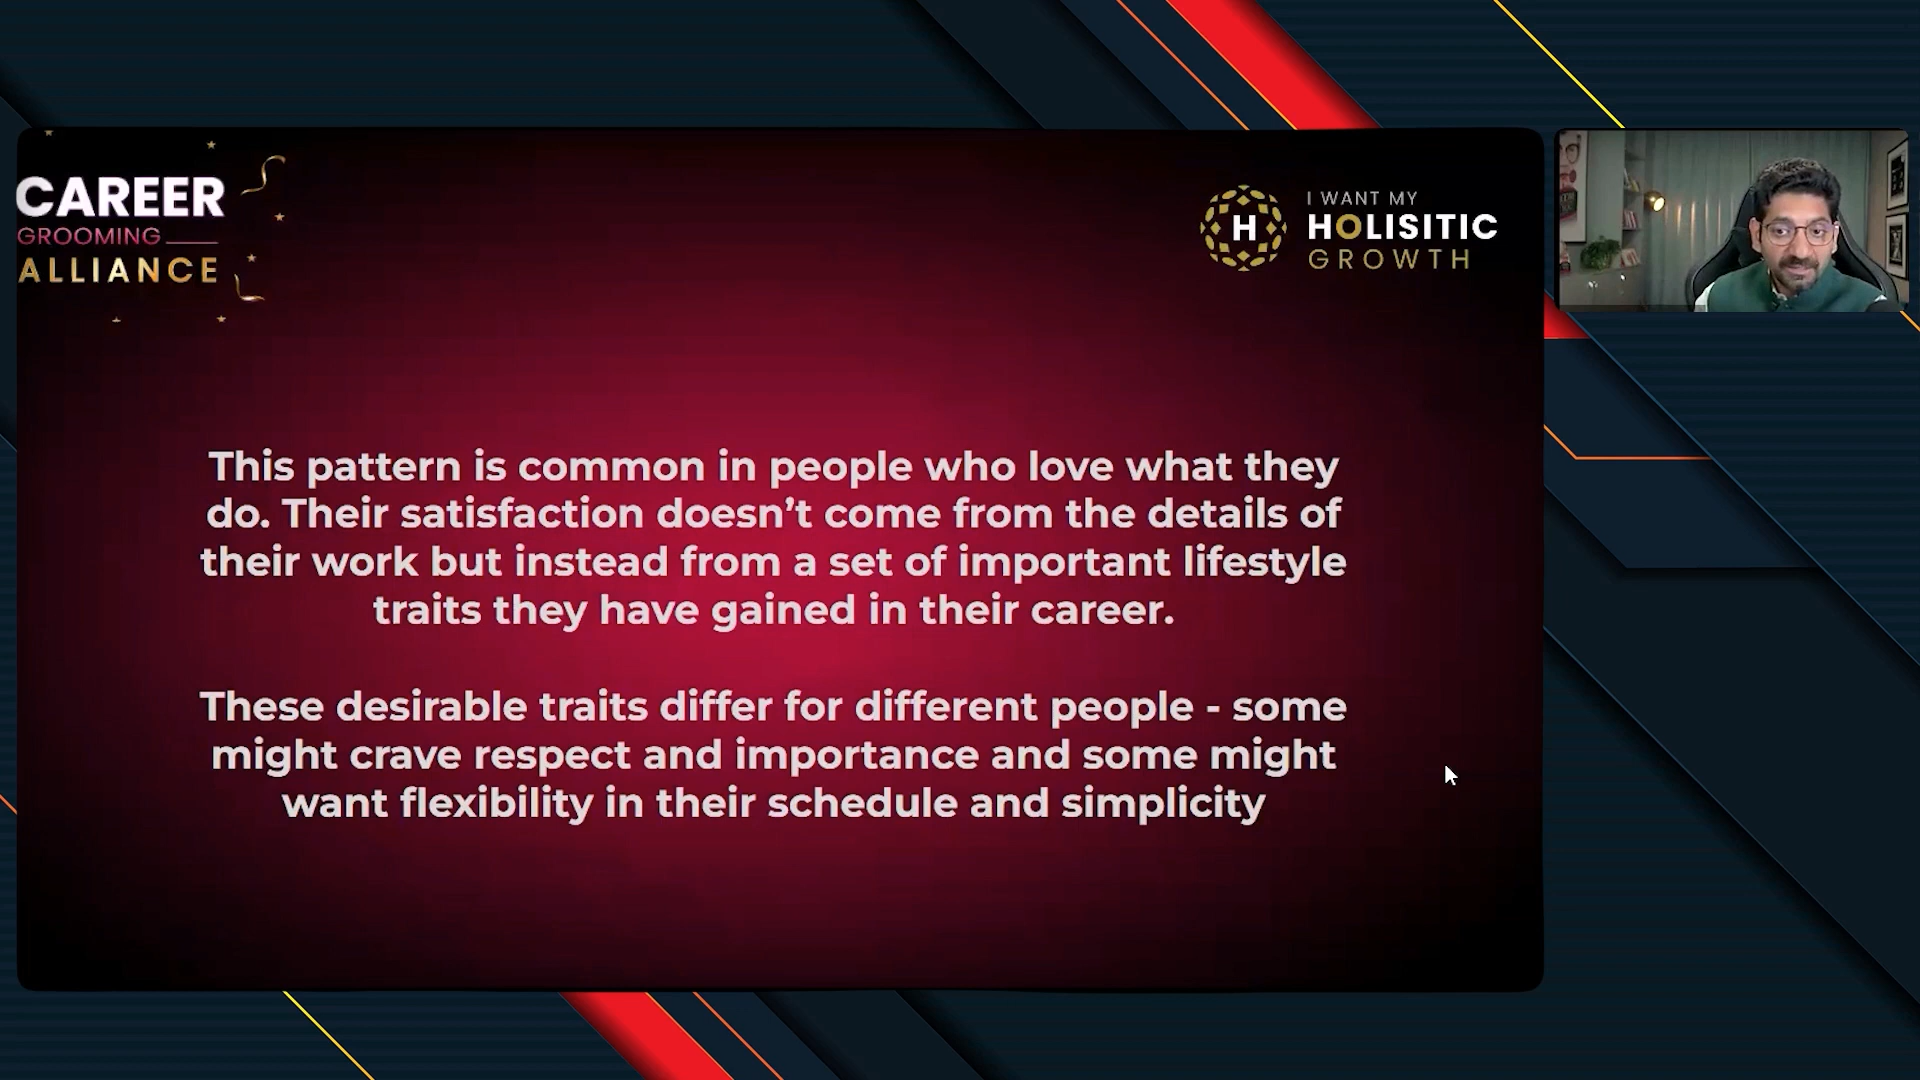 CAREER
GROOMING
ALLIANCE
H
I WANT MY
HOLISITIC
GROWTH
This pattern is common in people who love what they
do. Their satisfaction doesn’t come from the details of
their work but instead from a set of important lifestyle
traits they have gained in their career.
These desirable traits differ for different people - some
might crave respect and importance and some might
want flexibility in their schedule and simplicity